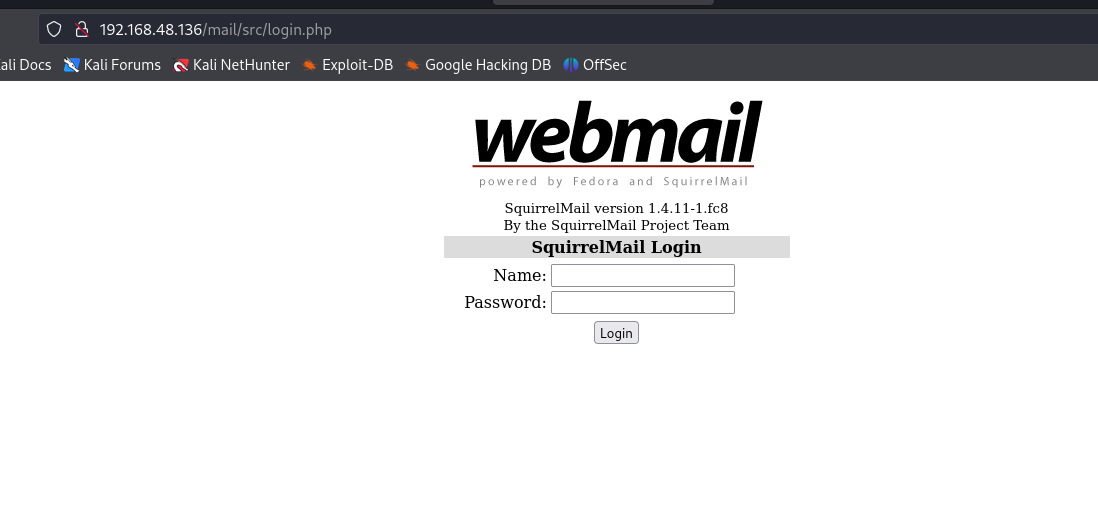 192.168.48.136/mail/src/login.php
ali Docs Kali Forums Kali NetHunter Exploit-DB Google Hacking DB OffSec
webmail
powered by Fedora and SquirrelMail
SquirrelMail version 1.4.11-1.fc8
By the SquirrelMail Project Team
SquirrelMail Login
Name:
Password:
Login